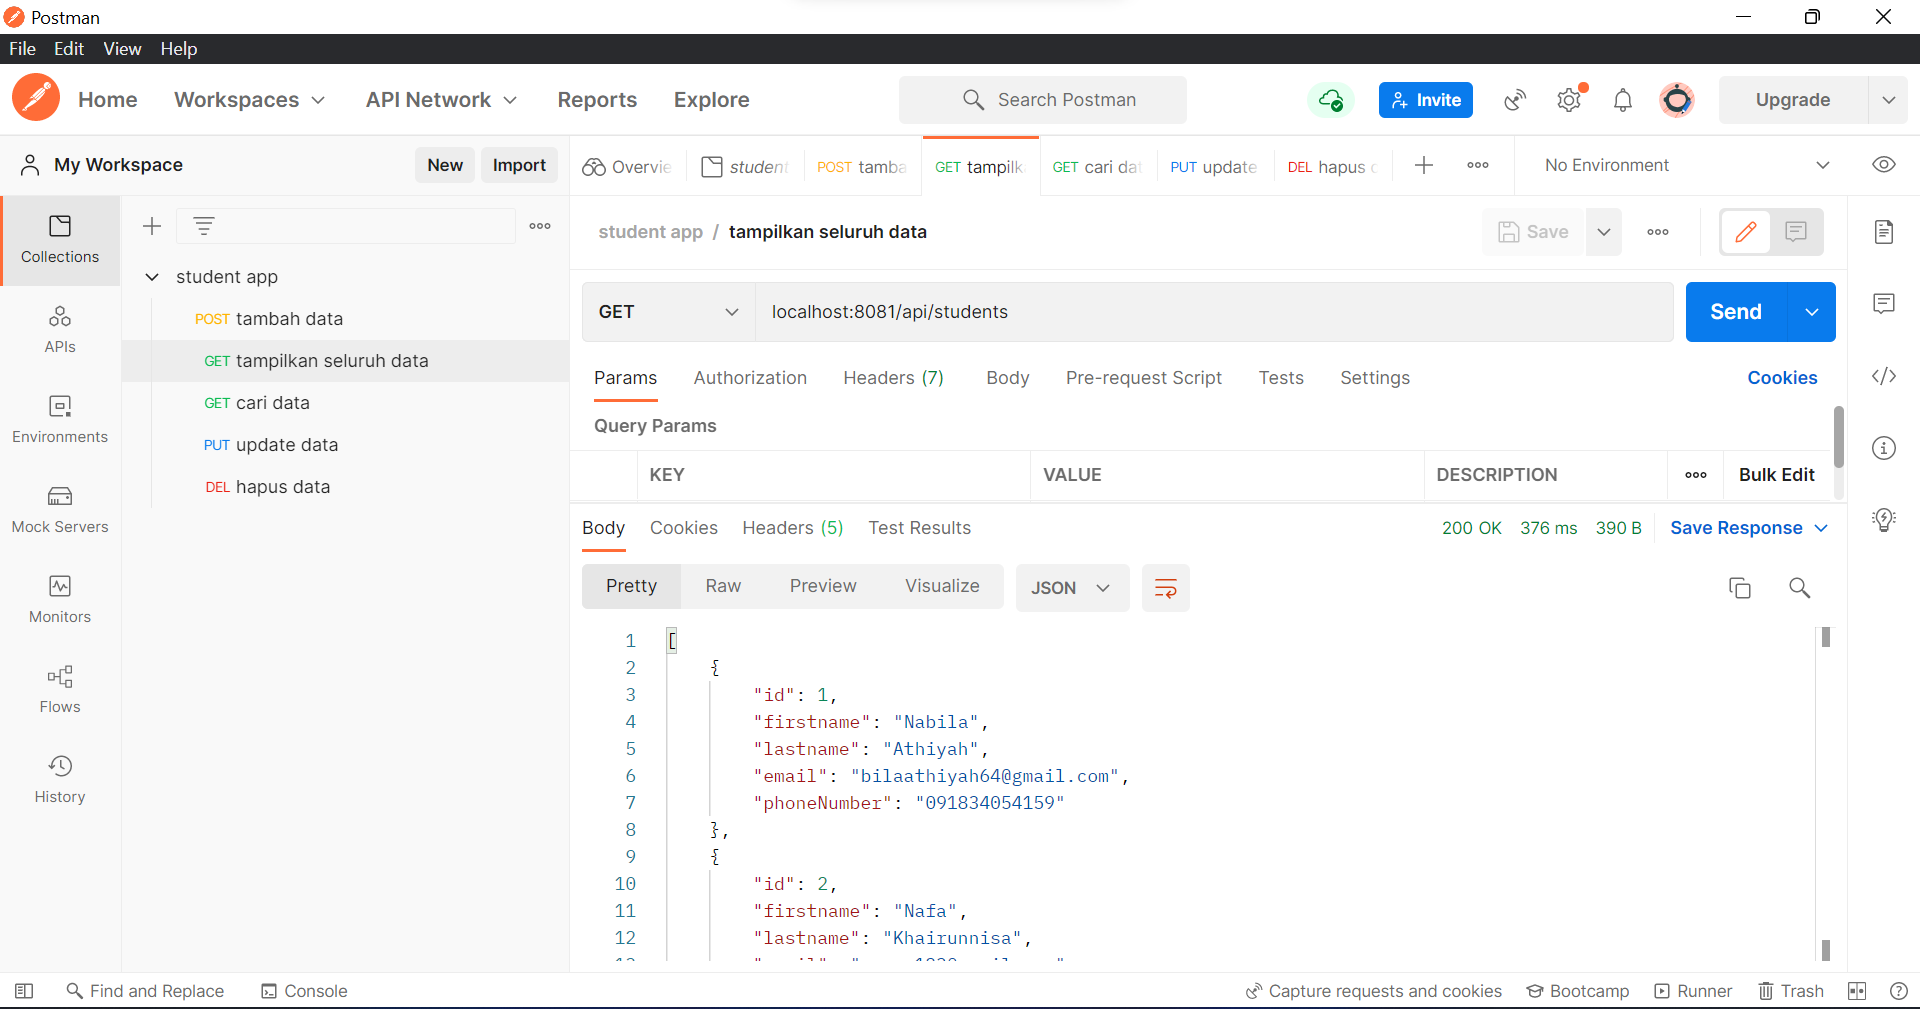 Postman
File Edit View Help
Home Workspaces API Network Reports Explore Search Postman Invite Upgrade
My Workspace New Import Overvie student POST tamba GET tampilk GET cari dat PUT update DEL hapus No Environment
Collections
APIs
Environments
Mock Servers
Monitors
Flows
History
student app
POST tambah data
GET tampilkan seluruh data
GET cari data
PUT update data
DEL hapus data
student app / tampilkan seluruh data Save
GET localhost:8081/api/students Send
Params Authorization Headers (7) Body Pre-request Script Tests Settings Cookies
Query Params
KEY VALUE DESCRIPTION Bulk Edit
Body Cookies Headers (5) Test Results 200 OK 376 ms 390 B Save Response
Pretty Raw Preview Visualize JSON
1 [
2 {
3 "id": 1,
4 "firstname": "Nabila",
5 "lastname": "Athiyah",
6 "email": "bilaathiyah64@gmail.com",
7 "phoneNumber": "091834054159"
8 },
9 {
10 "id": 2,
11 "firstname": "Nafa",
12 "lastname": "Khairunnisa",
Find and Replace Console Capture requests and cookies Bootcamp Runner Trash